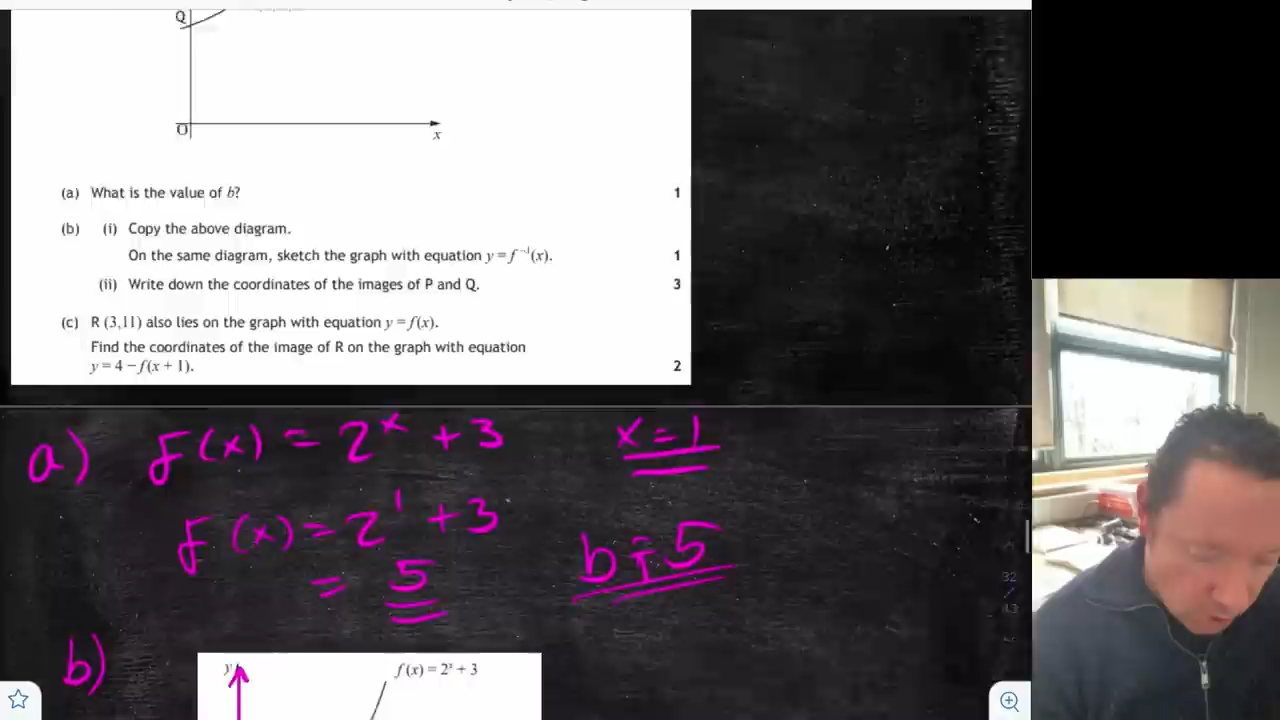 Q
O
x
(a) What is the value of b? 1
(b) (i) Copy the above diagram.
On the same diagram, sketch the graph with equation y = f⁻¹(x). 1
(ii) Write down the coordinates of the images of P and Q. 3
(c) R (3,11) also lies on the graph with equation y = f(x).
Find the coordinates of the image of R on the graph with equation
y = 4 − f(x + 1). 2
a) f(x) = 2ˣ + 3 x = 1
f(x) = 2¹ + 3
= 5 b = 5
b)
y f(x) = 2ˣ + 3
32
/
43